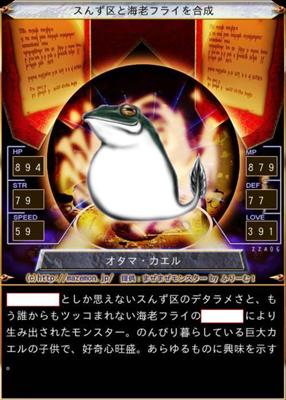 スんず区と海老フライを合成
HP
894
MP
879
STR
79
DEF
77
SPEED
59
LOVE
391
ZZA05
オタマ・カエル
(c)http://mazemon.jp/ 提供：まぜまぜモンスター by みりーむ！
としか思えないスんず区のデタラメさと、も
う誰からもツッコまれない海老フライの により
生み出されたモンスター。のんびり暮らしている巨大カ
エルの子供で、好奇心旺盛。あらゆるものに興味を示
す。